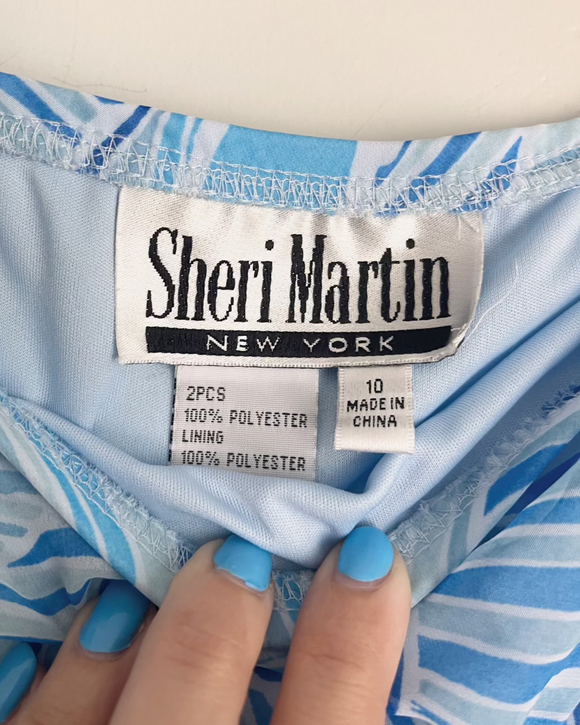 Sheri Martin
NEW YORK
2PCS
100% POLYESTER
LINING
100% POLYESTER
10
MADE IN
CHINA